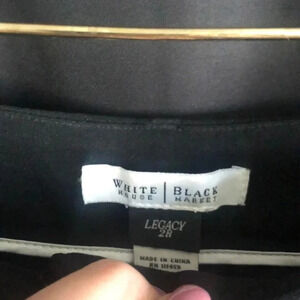 WHITE | BLACK
HOUSE | MARKET
LEGACY
2R
MADE IN CHINA